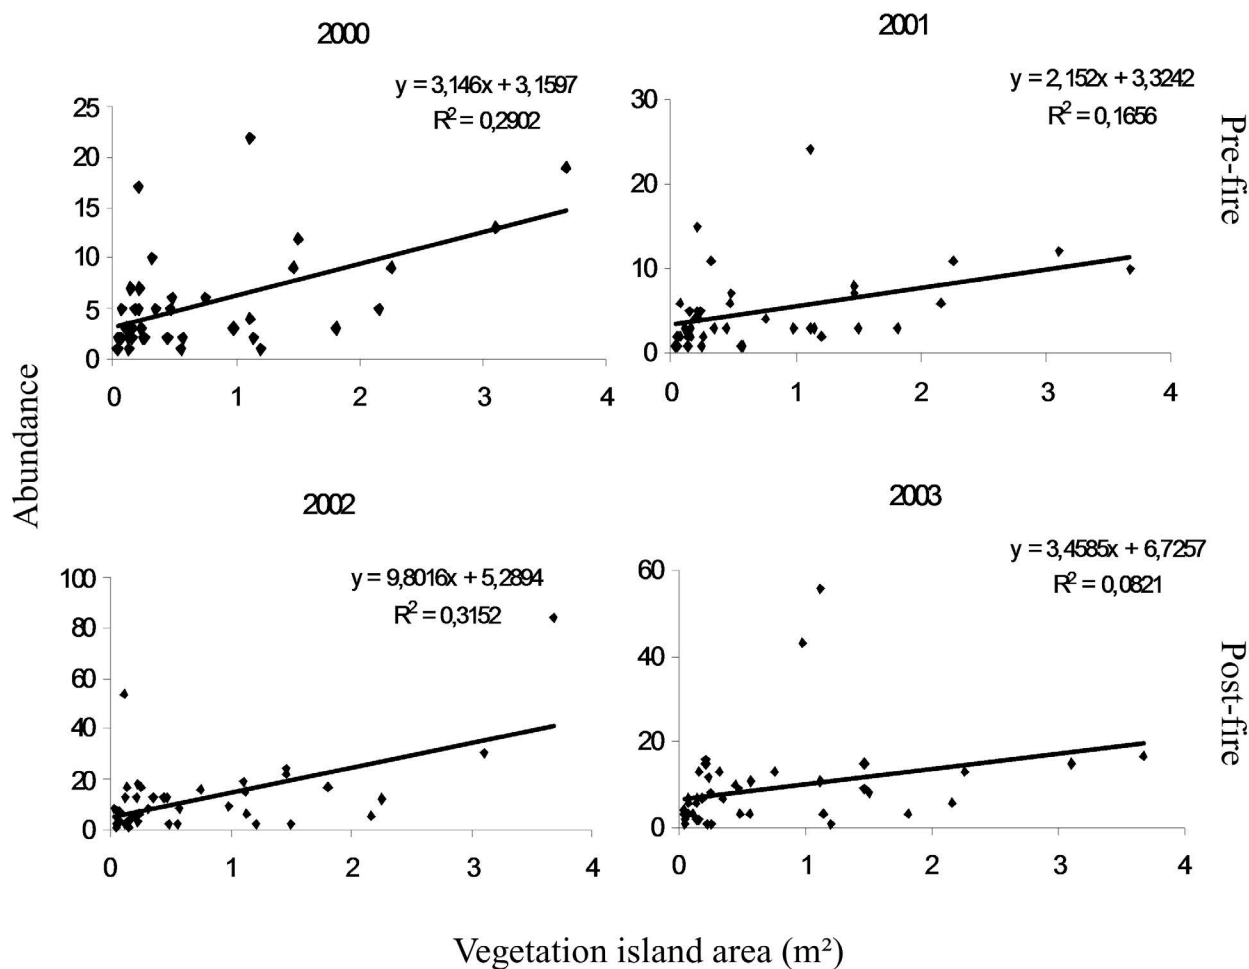 2000
y = 3,146x + 3,1597
R² = 0,2902
25
20
15
10
5
0
0 1 2 3 4
2001
y = 2,152x + 3,3242
R² = 0,1656
30
20
10
0
0 1 2 3 4
Pre-fire
Abundance
2002
y = 9,8016x + 5,2894
R² = 0,3152
100
80
60
40
20
0
0 1 2 3 4
2003
y = 3,4585x + 6,7257
R² = 0,0821
60
40
20
0
0 1 2 3 4
Post-fire
Vegetation island area (m²)